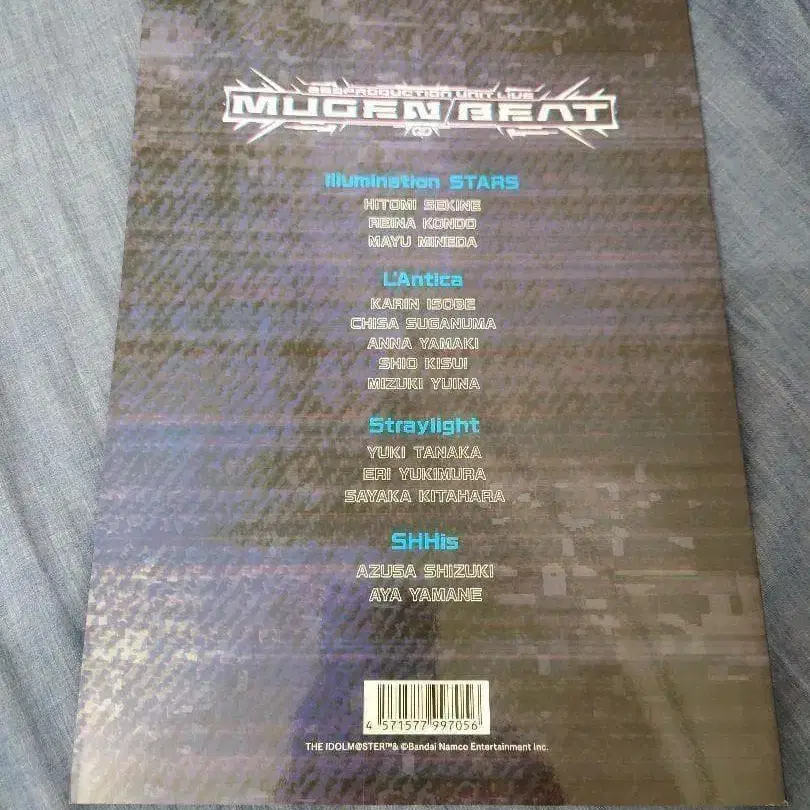 283PRODUCTION UNIT LIVE
MUGEN BEAT
illumination STARS
HITOMI SEKINE
REINA KONDO
MAYU MINEDA
L'Antica
KARIN ISOBE
CHISA SUGANUMA
ANNA YAMAKI
SHIO KISUI
MIZUKI YUINA
Straylight
YUKI TANAKA
ERI YUKIMURA
SAYAKA KITAHARA
SHHis
AZUSA SHIZUKI
AYA YAMANE
4 571577 997056
THE IDOLM@STER™& ©Bandai Namco Entertainment Inc.